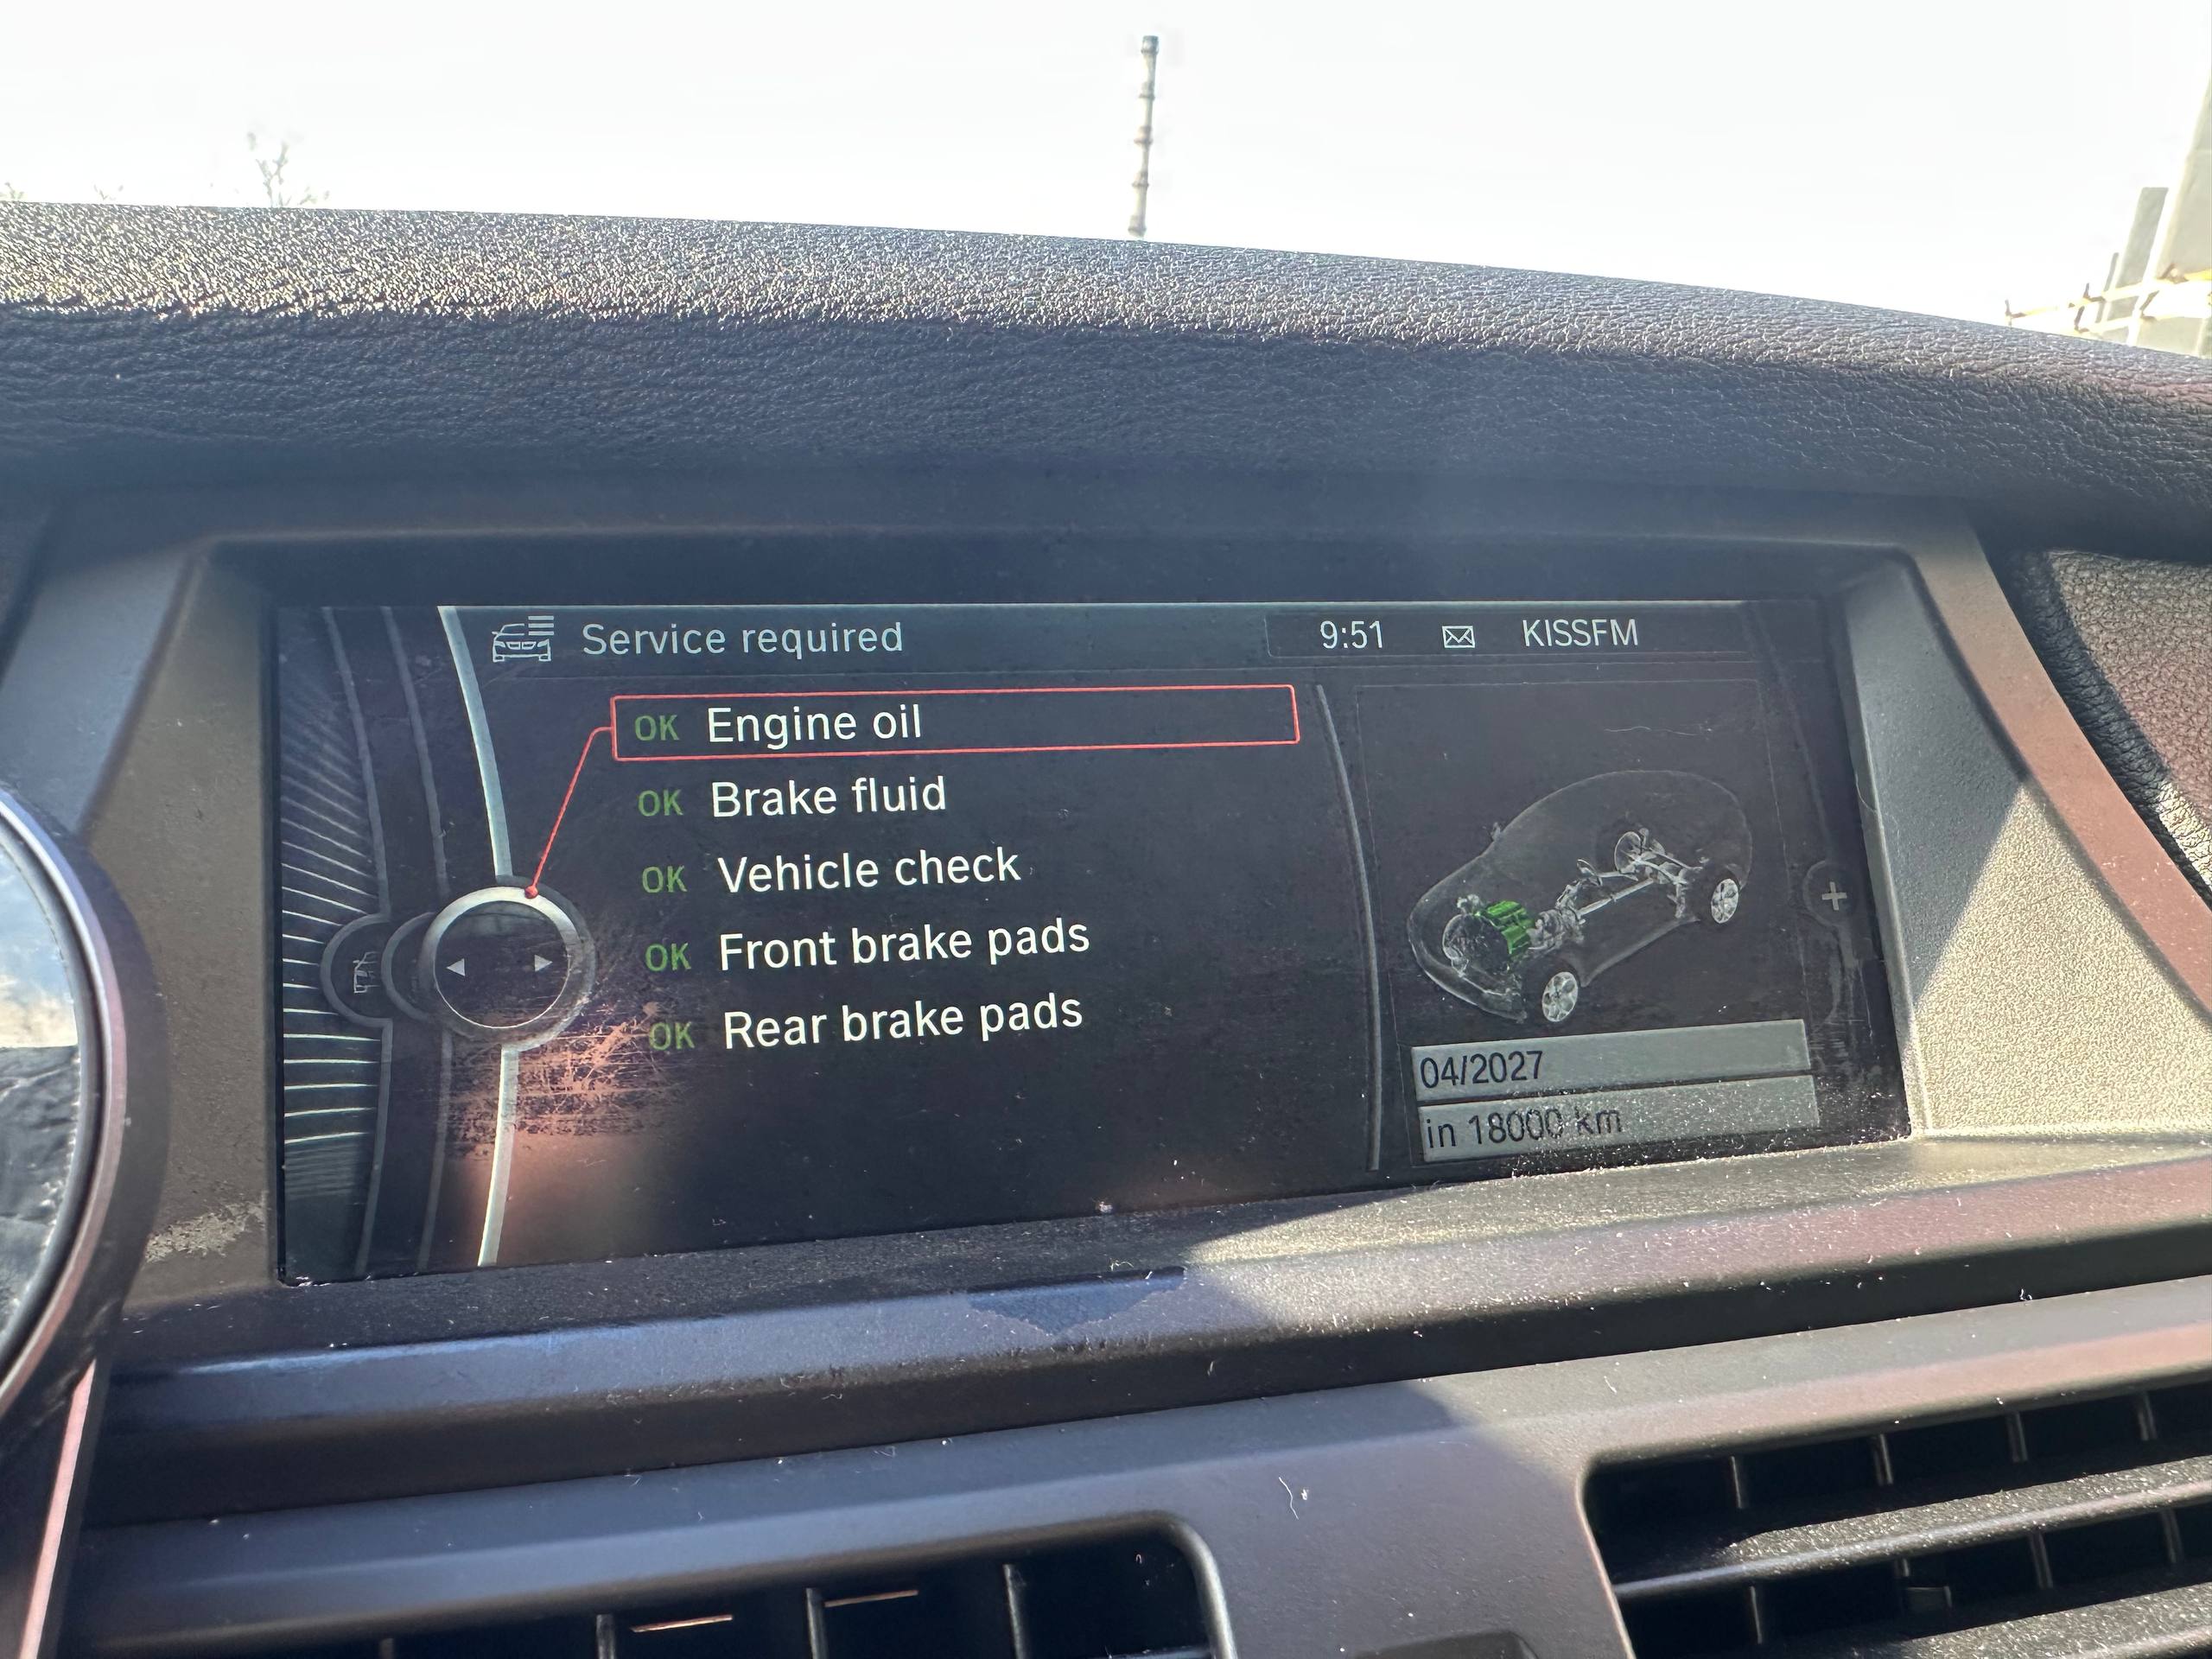 Service required
9:51 KISSFM
OK Engine oil
OK Brake fluid
OK Vehicle check
OK Front brake pads
OK Rear brake pads
04/2027
in 18000 km